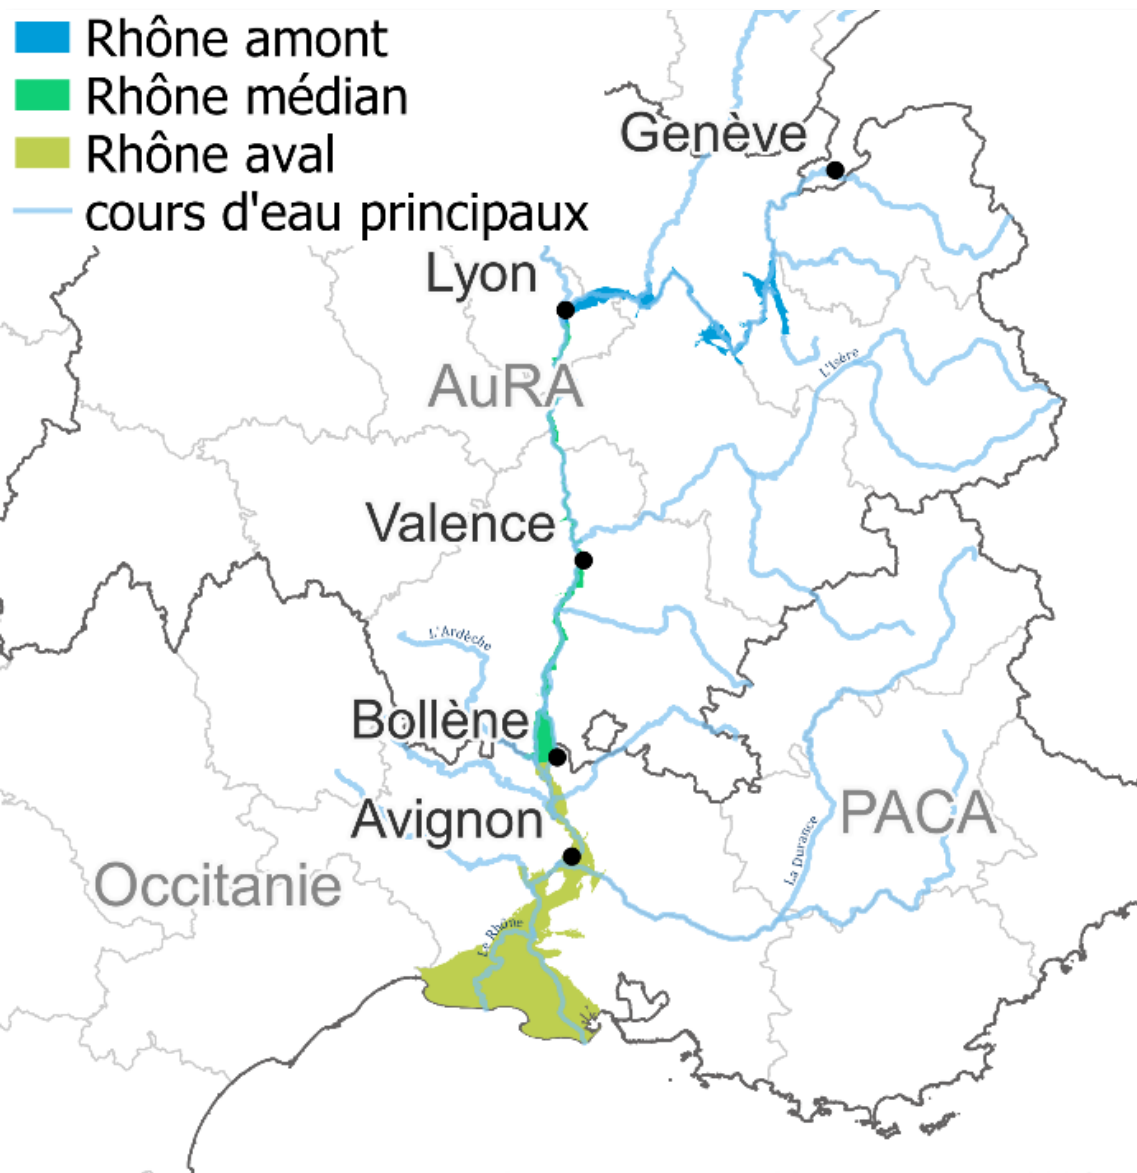 Rhône amont
Rhône médian
Rhône aval
cours d'eau principaux
Genève
Lyon
L'Isère
AuRA
Valence
L'Ardèche
Bollène
Avignon
PACA
La Durance
Occitanie
Le Rhône